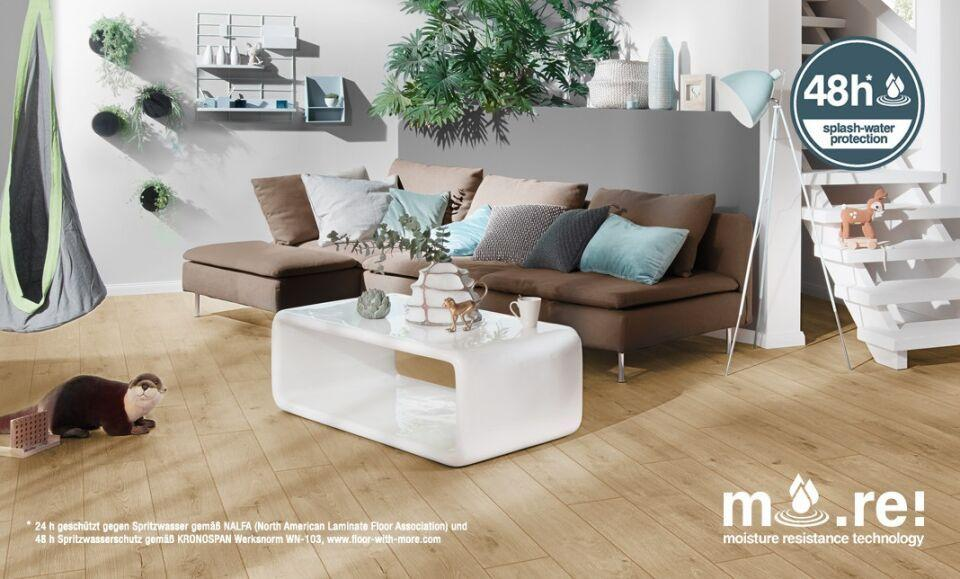 48h*
splash-water
protection
m .re!
moisture resistance technology
* 24 h geschützt gegen Spritzwasser gemäß NALFA (North American Laminate Floor Association) und
48 h Spritzwasserschutz gemäß KRONOSPAN Werksnorm WN-103, www.floor-with-more.com